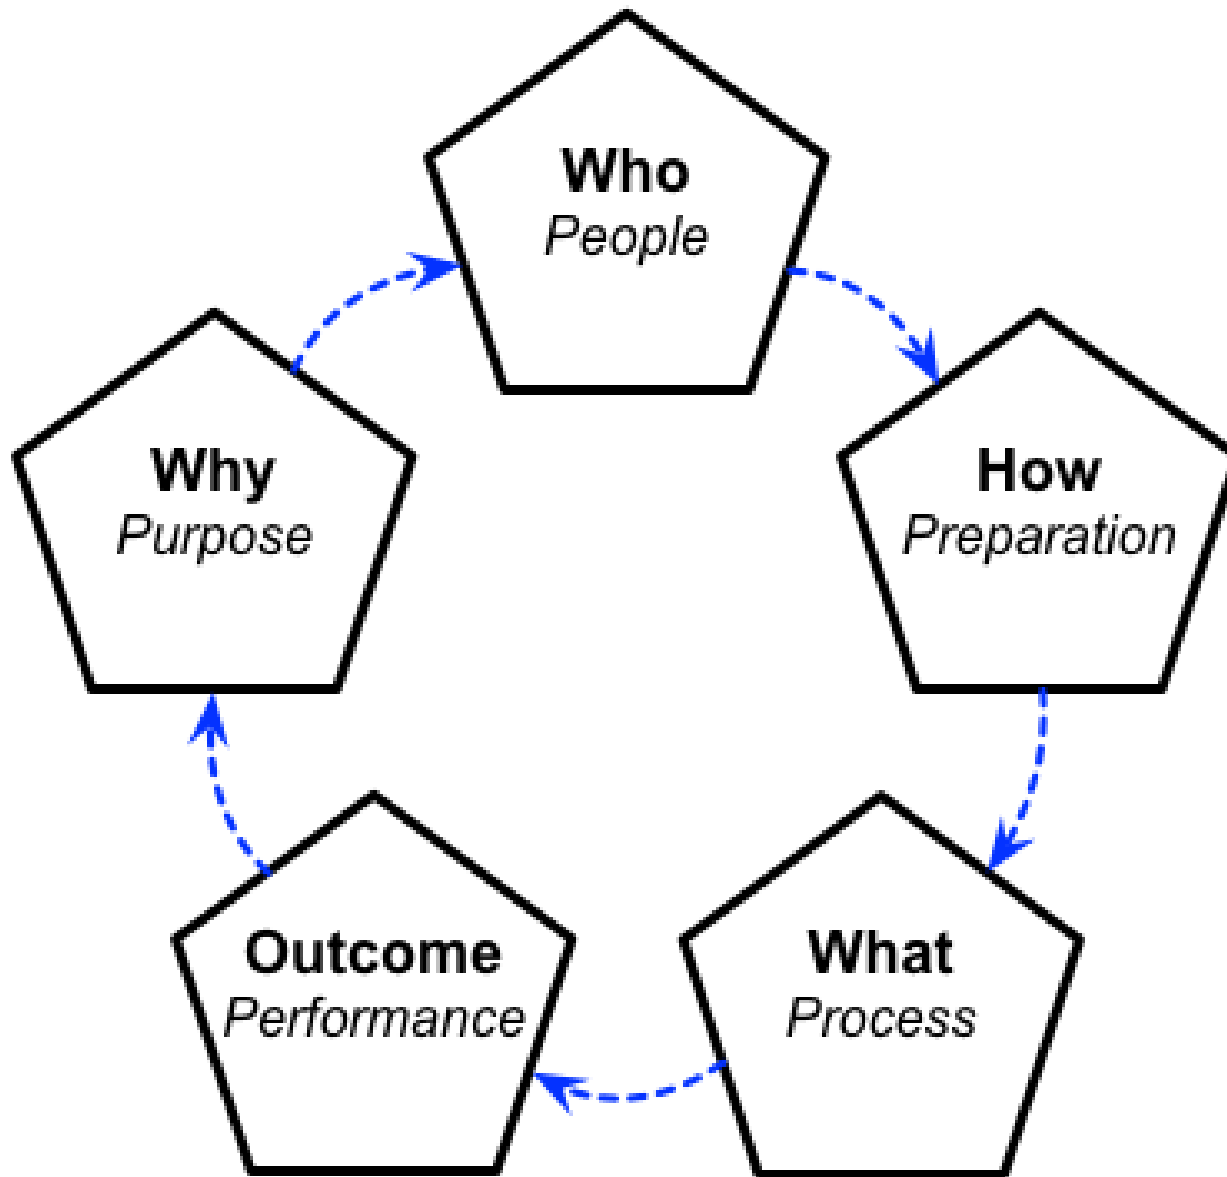 Who
People
Why
Purpose
How
Preparation
Outcome
Performance
What
Process